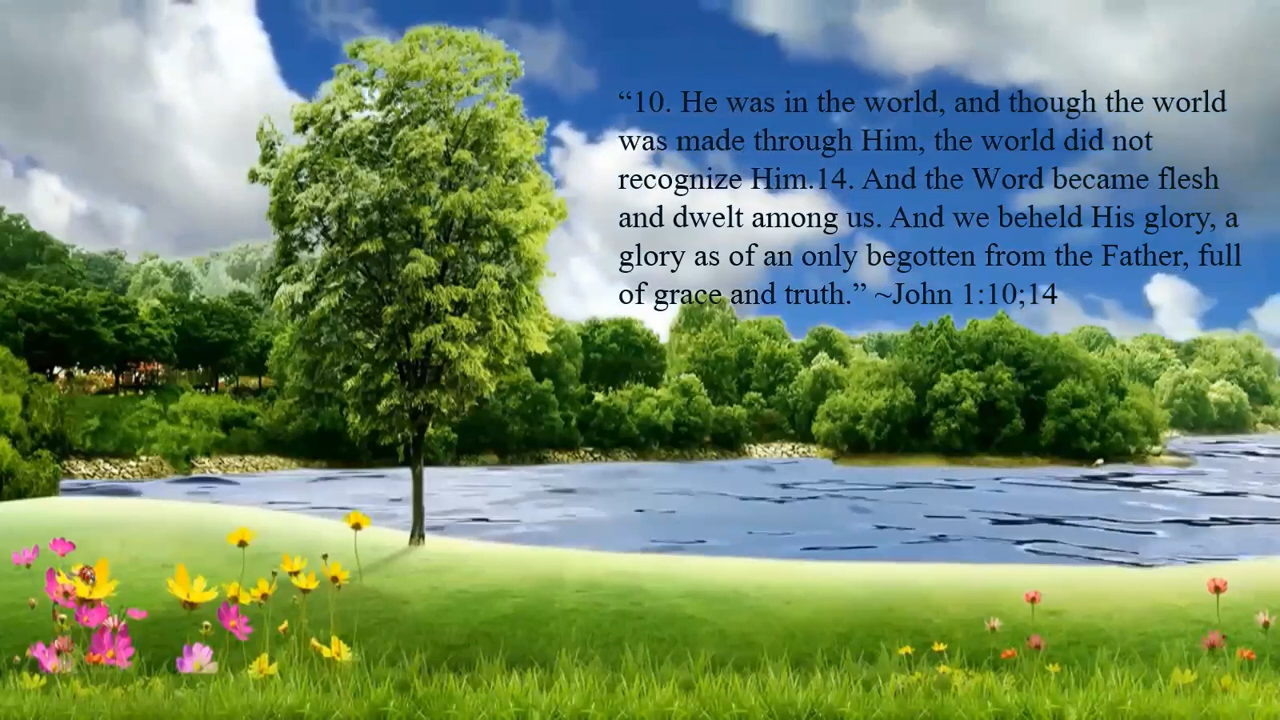 “10. He was in the world, and though the world
was made through Him, the world did not
recognize Him.14. And the Word became flesh
and dwelt among us. And we beheld His glory, a
glory as of an only begotten from the Father, full
of grace and truth.” ~John 1:10;14